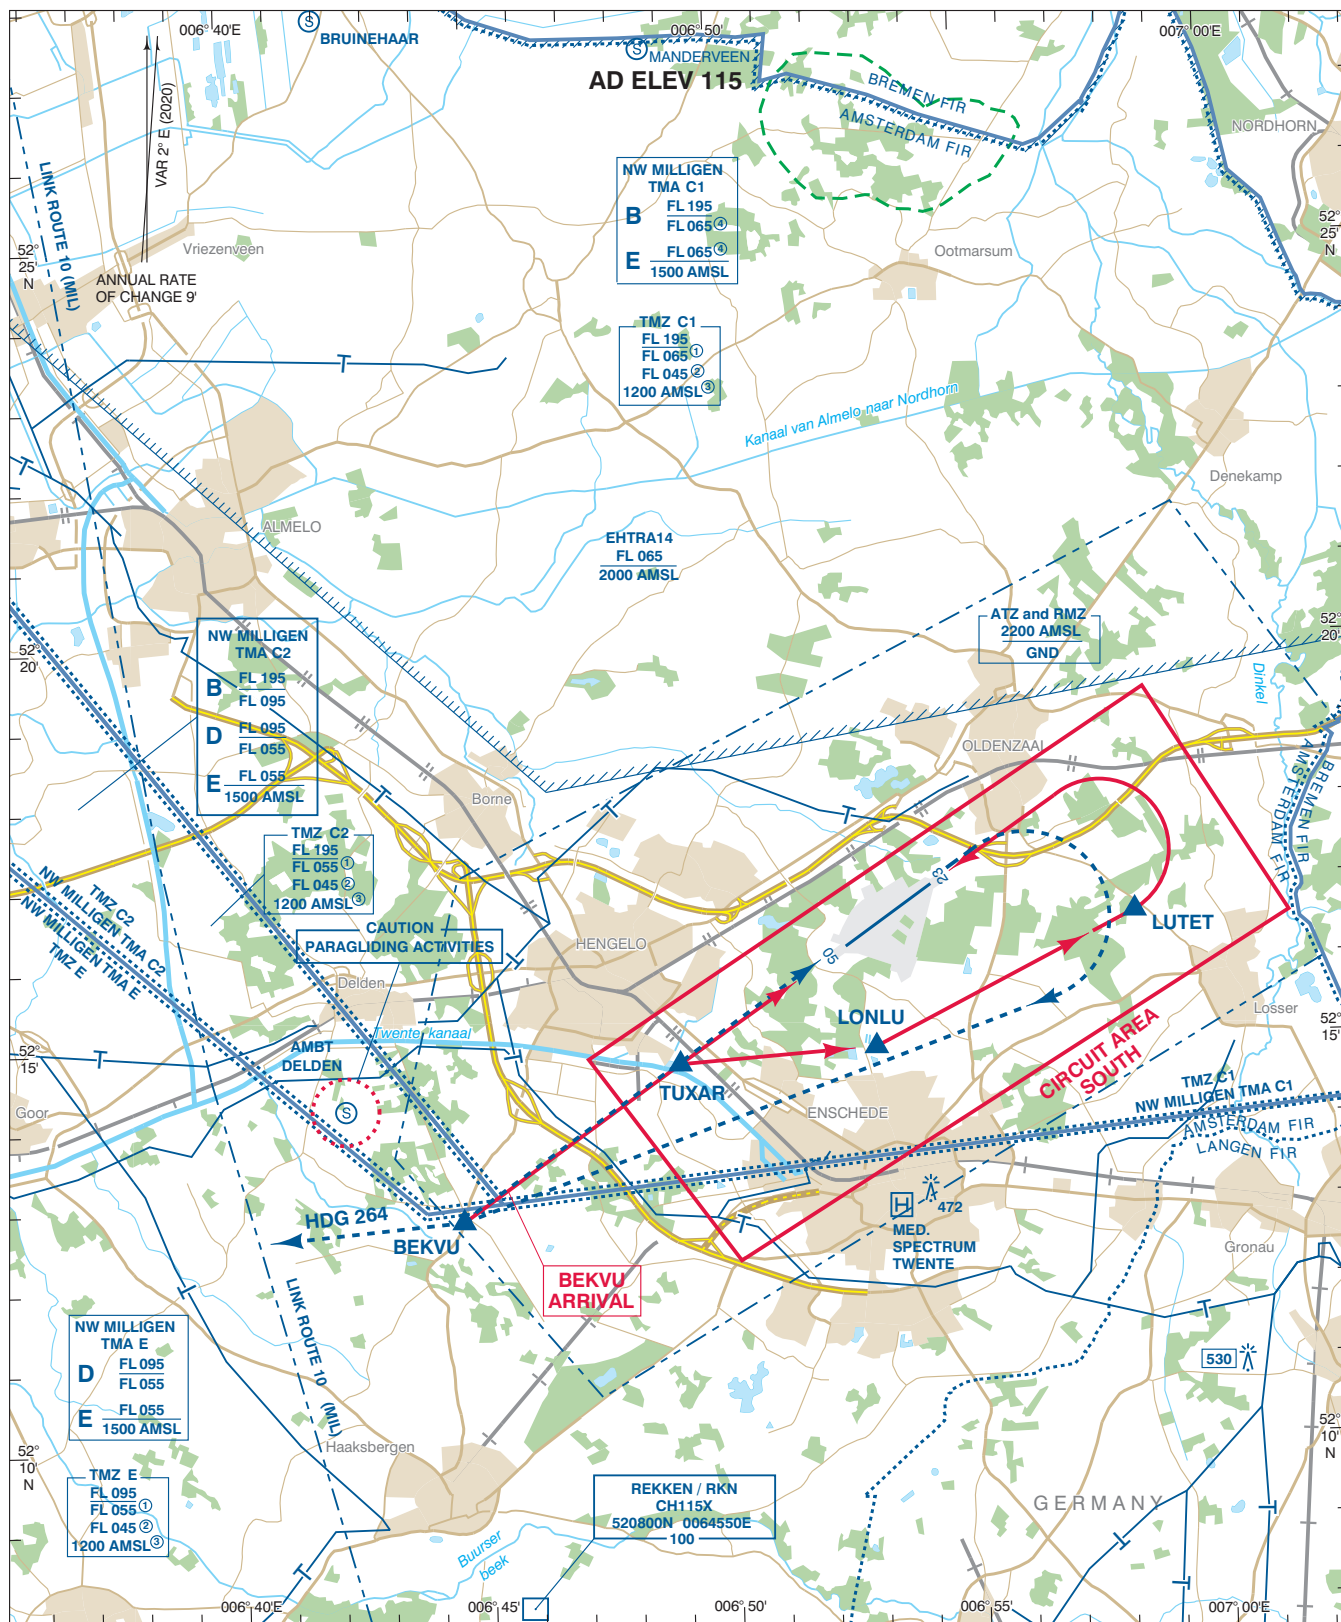 006° 40'E
006° 50'
007° 00'E
S
BRUINEHAAR
S
MANDERVEEN
AD ELEV 115
BREMEN FIR
AMSTERDAM FIR
NORDHORN
VAR 2° E (2020)
LINK ROUTE 10 (MIL)
NW MILLIGEN
TMA C1
B
FL 195
FL 065④
E
FL 065④
1500 AMSL
Vriezenveen
Ootmarsum
52°
25'
N
52°
25'
N
ANNUAL RATE
OF CHANGE 9'
TMZ C1
FL 195
FL 065①
FL 045②
1200 AMSL③
T
Kanaal van Almelo naar Nordhorn
T
Denekamp
ALMELO
EHTRA14
FL 065
2000 AMSL
ATZ and RMZ
2200 AMSL
GND
52°
20'
52°
20'
N
NW MILLIGEN
TMA C2
B
FL 195
FL 095
D
FL 095
FL 055
E
FL 055
1500 AMSL
Dinkel
OLDENZAAL
Borne
T
T
T
AMSTERDAM FIR
BREMEN FIR
TMZ C2
FL 195
FL 055①
FL 045②
1200 AMSL③
23
TMZ C2
NW MILLIGEN TMA C2
NW MILLIGEN TMA E
TMZ E
CAUTION
PARAGLIDING ACTIVITIES
HENGELO
LUTET
05
T
Delden
Losser
LONLU
Twente kanaal
52°
15'
52°
15'
N
AMBT
DELDEN
T
T
CIRCUIT AREA
SOUTH
TMZ C1
NW MILLIGEN TMA C1
TUXAR
Goor
S
ENSCHEDE
AMSTERDAM FIR
LANGEN FIR
472
H
MED.
SPECTRUM
TWENTE
HDG 264
BEKVU
T
Gronau
BEKVU
ARRIVAL
T
LINK ROUTE 10 (MIL)
T
NW MILLIGEN
TMA E
D
FL 095
FL 055
E
FL 055
1500 AMSL
530
52°
10'
N
52°
10'
N
Haaksbergen
TMZ E
FL 095
FL 055①
FL 045②
1200 AMSL③
REKKEN / RKN
CH115X
520800N 0064550E
100
GERMANY
T
T
Buurser
beek
T
T
006° 40'E
006° 45'
006° 50'
006° 55'
007° 00'E